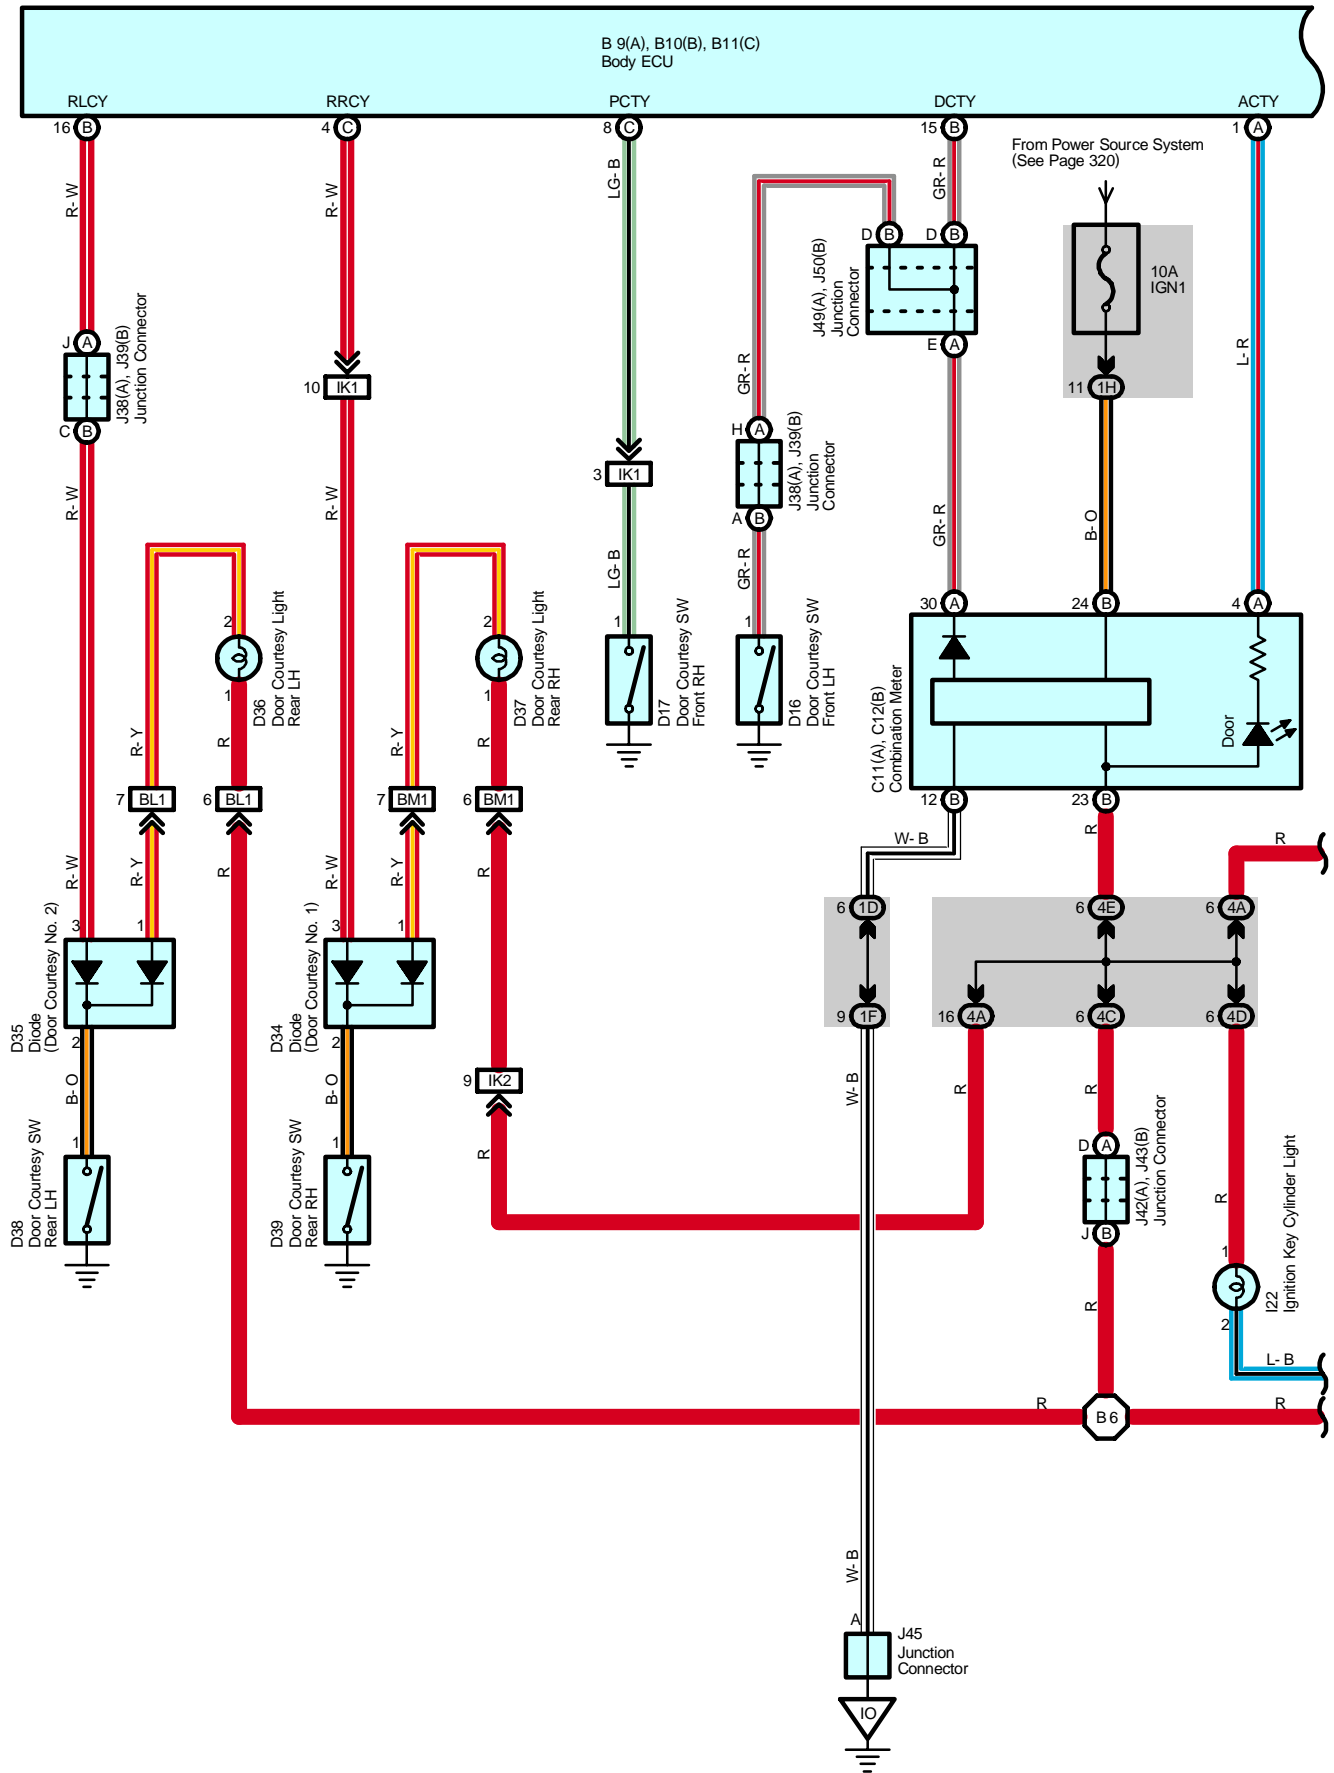 B 9(A), B10(B), B11(C)
Body ECU
RLCY
RRCY
PCTY
DCTY
ACTY
16 B
4 C
8 C
15 B
1 A
From Power Source System
(See Page 320)
R- W
R- W
LG- B
GR- R
D B
D B
J49(A), J50(B)
Junction
Connector
E A
10A
IGN1
11 1H
L- R
J A
J38(A), J39(B)
Junction Connector
C B
10 IK1
3 IK1
GR- R
H A
J38(A), J39(B)
Junction
Connector
A B
R- W
R- W
LG- B
GR- R
GR- R
B- O
30 A
24 B
4 A
2
D36
Door Courtesy Light
Rear LH
1
2
D37
Door Courtesy Light
Rear RH
1
1
D17
Door Courtesy SW
Front RH
1
D16
Door Courtesy SW
Front LH
C11(A), C12(B)
Combination Meter
Door
R- Y
R
R- Y
R
7 BL1
6 BL1
7 BM1
6 BM1
12 B
23 B
W- B
R
R
R- W
R- Y
R
R- W
R- Y
R
6 1D
6 4E
6 4A
3
1
D35
Diode
(Door Courtesy No. 2)
2
3
1
D34
Diode
(Door Courtesy No. 1)
2
9 1F
16 4A
6 4C
6 4D
B- O
B- O
9 IK2
W- B
R
R
R
1
D38
Door Courtesy SW
Rear LH
1
D39
Door Courtesy SW
Rear RH
R
D A
J42(A), J43(B)
Junction Connector
J B
R
1
I22
Ignition Key Cylinder Light
2
L- B
R
B 6
R
W- B
A
J45
Junction
Connector
IO